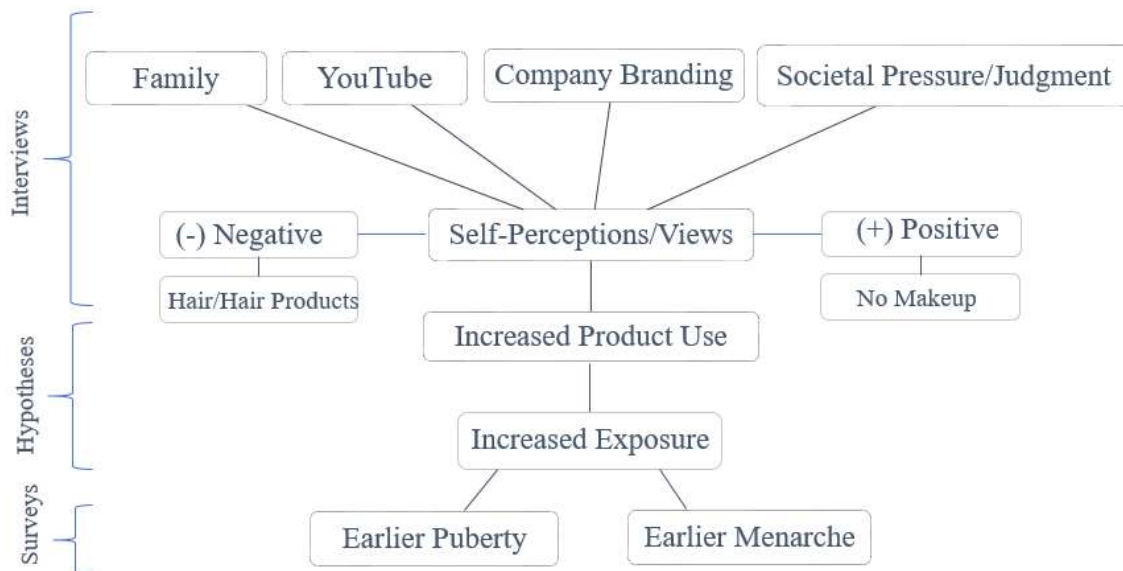 Interviews
Family
YouTube
Company Branding
Societal Pressure/Judgment
(-) Negative
Self-Perceptions/Views
(+) Positive
Hair/Hair Products
No Makeup
Hypotheses
Increased Product Use
Increased Exposure
Surveys
Earlier Puberty
Earlier Menarche